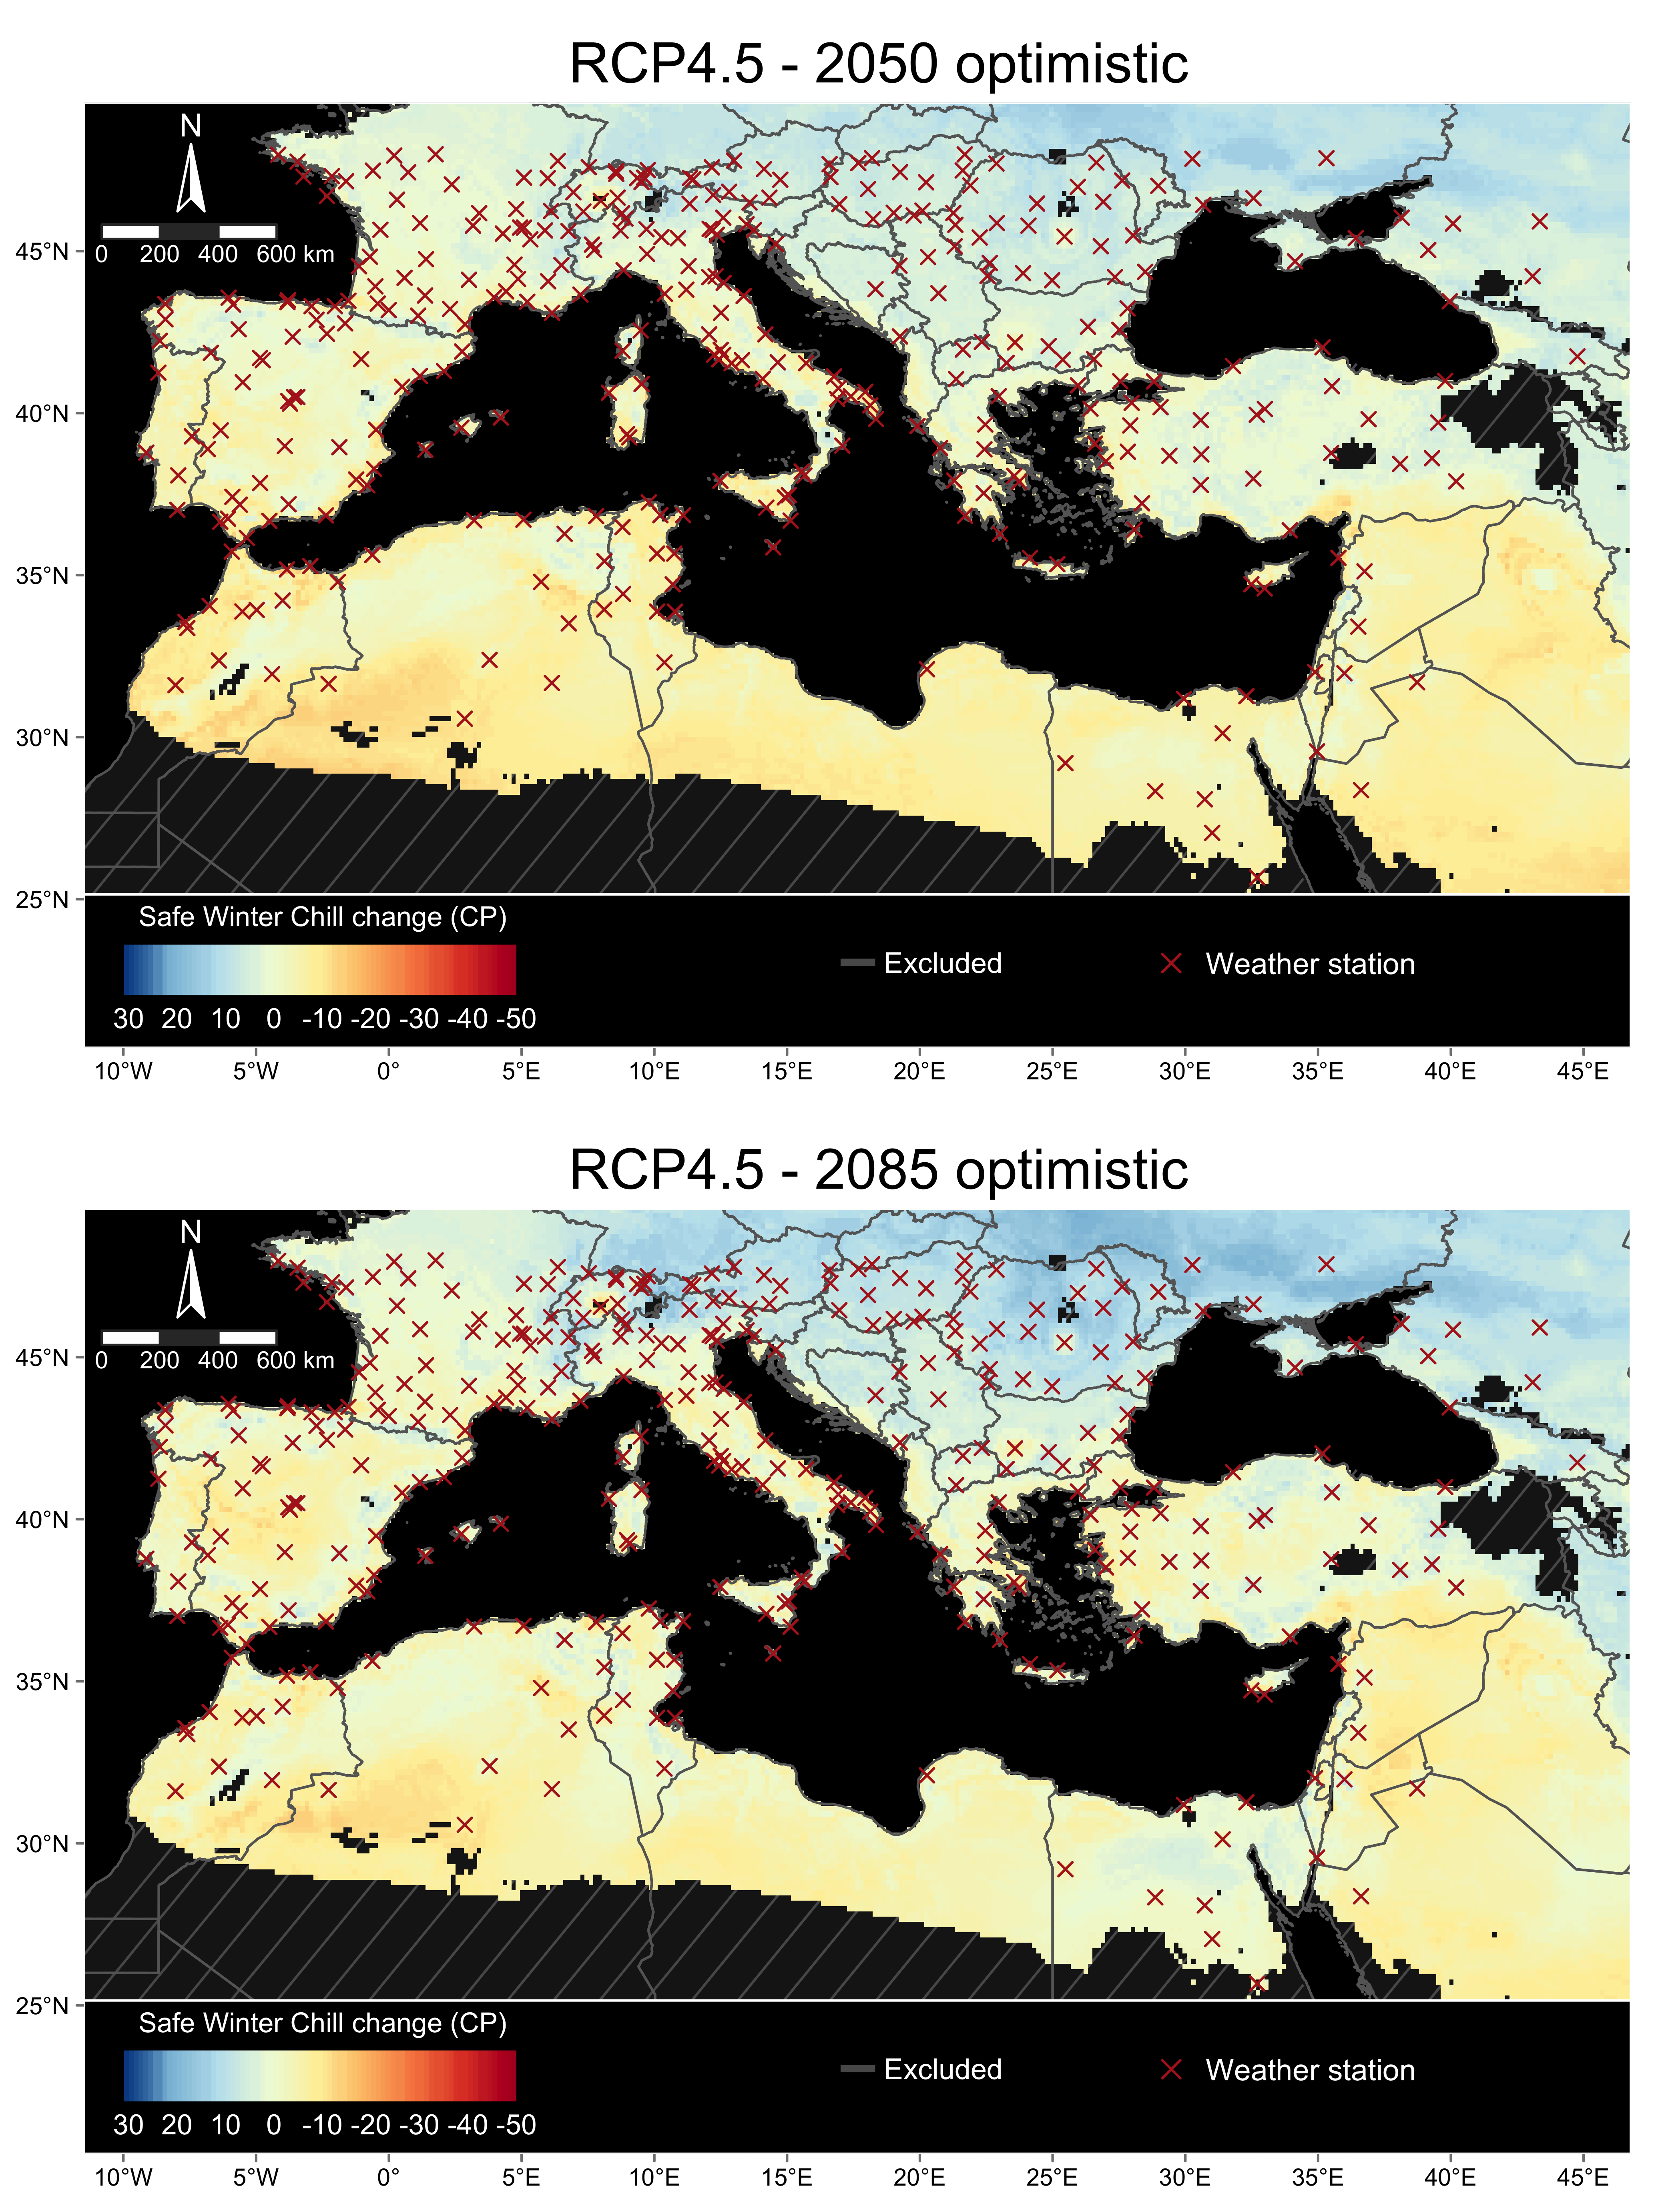 RCP4.5 - 2050 optimistic
N
0 200 400 600 km
45°N
40°N
35°N
30°N
25°N
Safe Winter Chill change (CP)
Excluded
Weather station
30 20 10 0 -10 -20 -30 -40 -50
10°W 5°W 0° 5°E 10°E 15°E 20°E 25°E 30°E 35°E 40°E 45°E
RCP4.5 - 2085 optimistic
N
0 200 400 600 km
45°N
40°N
35°N
30°N
25°N
Safe Winter Chill change (CP)
Excluded
Weather station
30 20 10 0 -10 -20 -30 -40 -50
10°W 5°W 0° 5°E 10°E 15°E 20°E 25°E 30°E 35°E 40°E 45°E